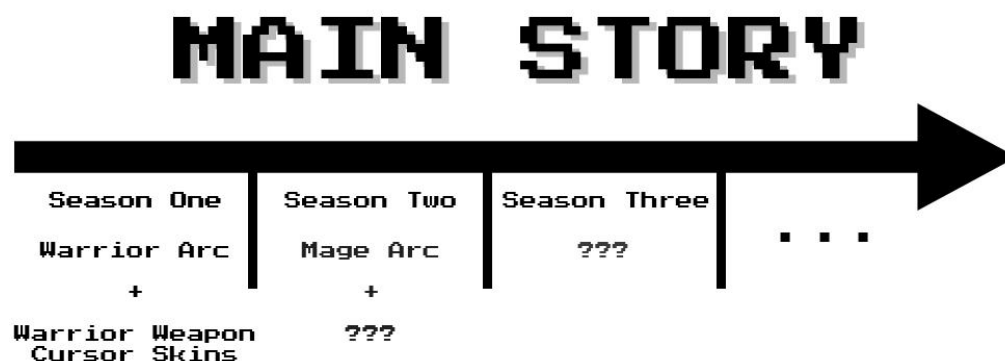 MAIN STORY
Season One
Warrior Arc
+
Warrior Weapon
Cursor Skins
Season Two
Mage Arc
+
???
Season Three
???
...